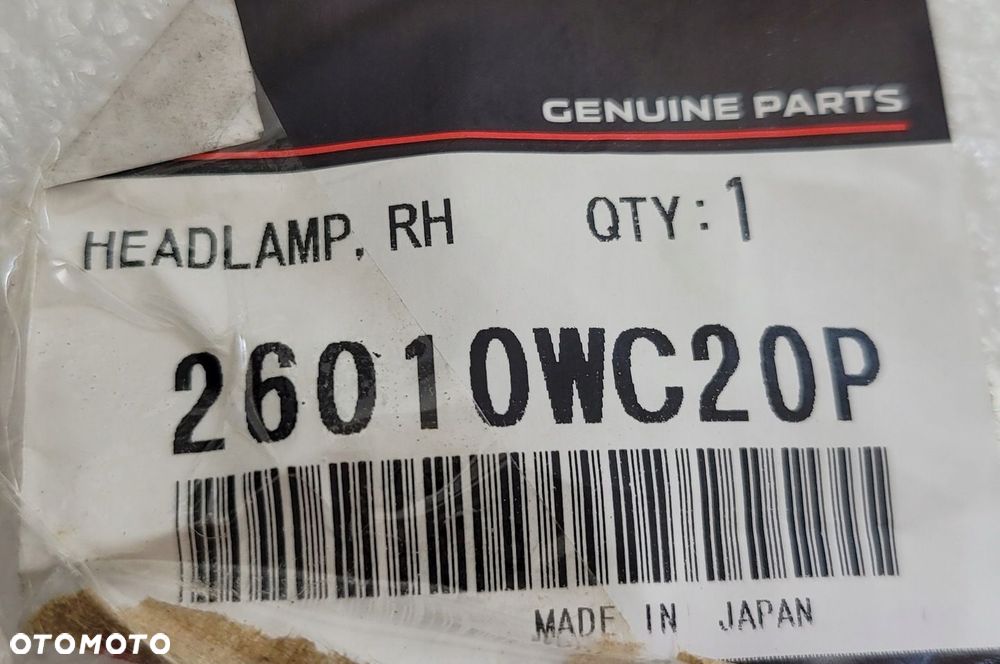 GENUINE PARTS
HEADLAMP, RH QTY: 1
26010WC20P
MADE IN JAPAN
OTOMOTO